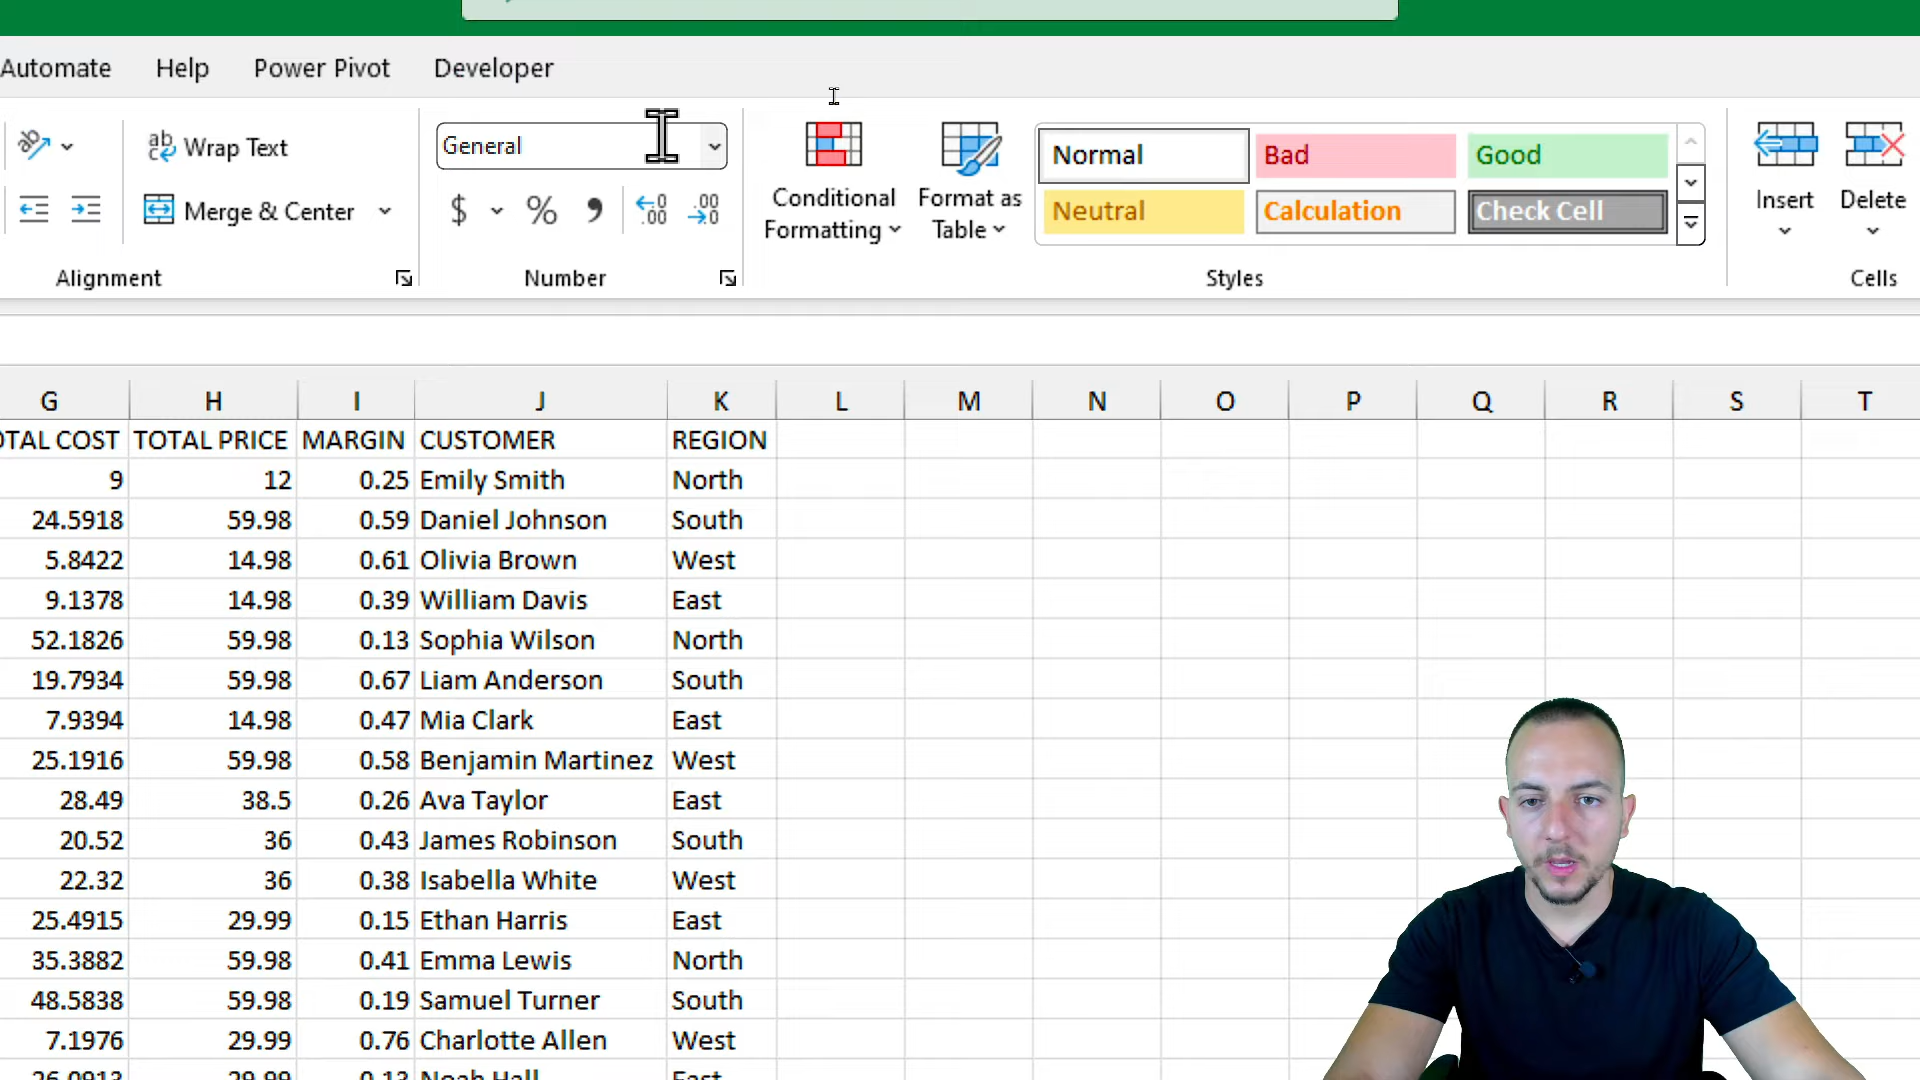 Automate Help Power Pivot Developer
Wrap Text
General
Conditional Formatting
Format as Table
Normal Bad Good
Neutral Calculation Check Cell
Insert Delete
Merge & Center
$ % ,
Alignment Number Styles Cells
G H I J K L M N O P Q R S T
OTAL COST TOTAL PRICE MARGIN CUSTOMER REGION
9 12 0.25 Emily Smith North
24.5918 59.98 0.59 Daniel Johnson South
5.8422 14.98 0.61 Olivia Brown West
9.1378 14.98 0.39 William Davis East
52.1826 59.98 0.13 Sophia Wilson North
19.7934 59.98 0.67 Liam Anderson South
7.9394 14.98 0.47 Mia Clark East
25.1916 59.98 0.58 Benjamin Martinez West
28.49 38.5 0.26 Ava Taylor East
20.52 36 0.43 James Robinson South
22.32 36 0.38 Isabella White West
25.4915 29.99 0.15 Ethan Harris East
35.3882 59.98 0.41 Emma Lewis North
48.5838 59.98 0.19 Samuel Turner South
7.1976 29.99 0.76 Charlotte Allen West
26.0913 29.99 0.13 Noah Hall East